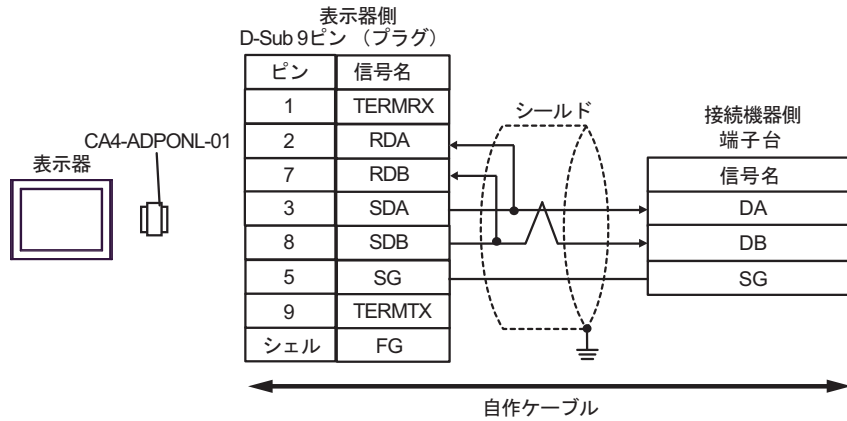 表示器側
D-Sub 9ピン （プラグ）
ピン 信号名
1 TERMRX
2 RDA
7 RDB
3 SDA
8 SDB
5 SG
9 TERMTX
シェル FG
CA4-ADPONL-01
表示器
シールド
接続機器側
端子台
信号名
DA
DB
SG
自作ケーブル